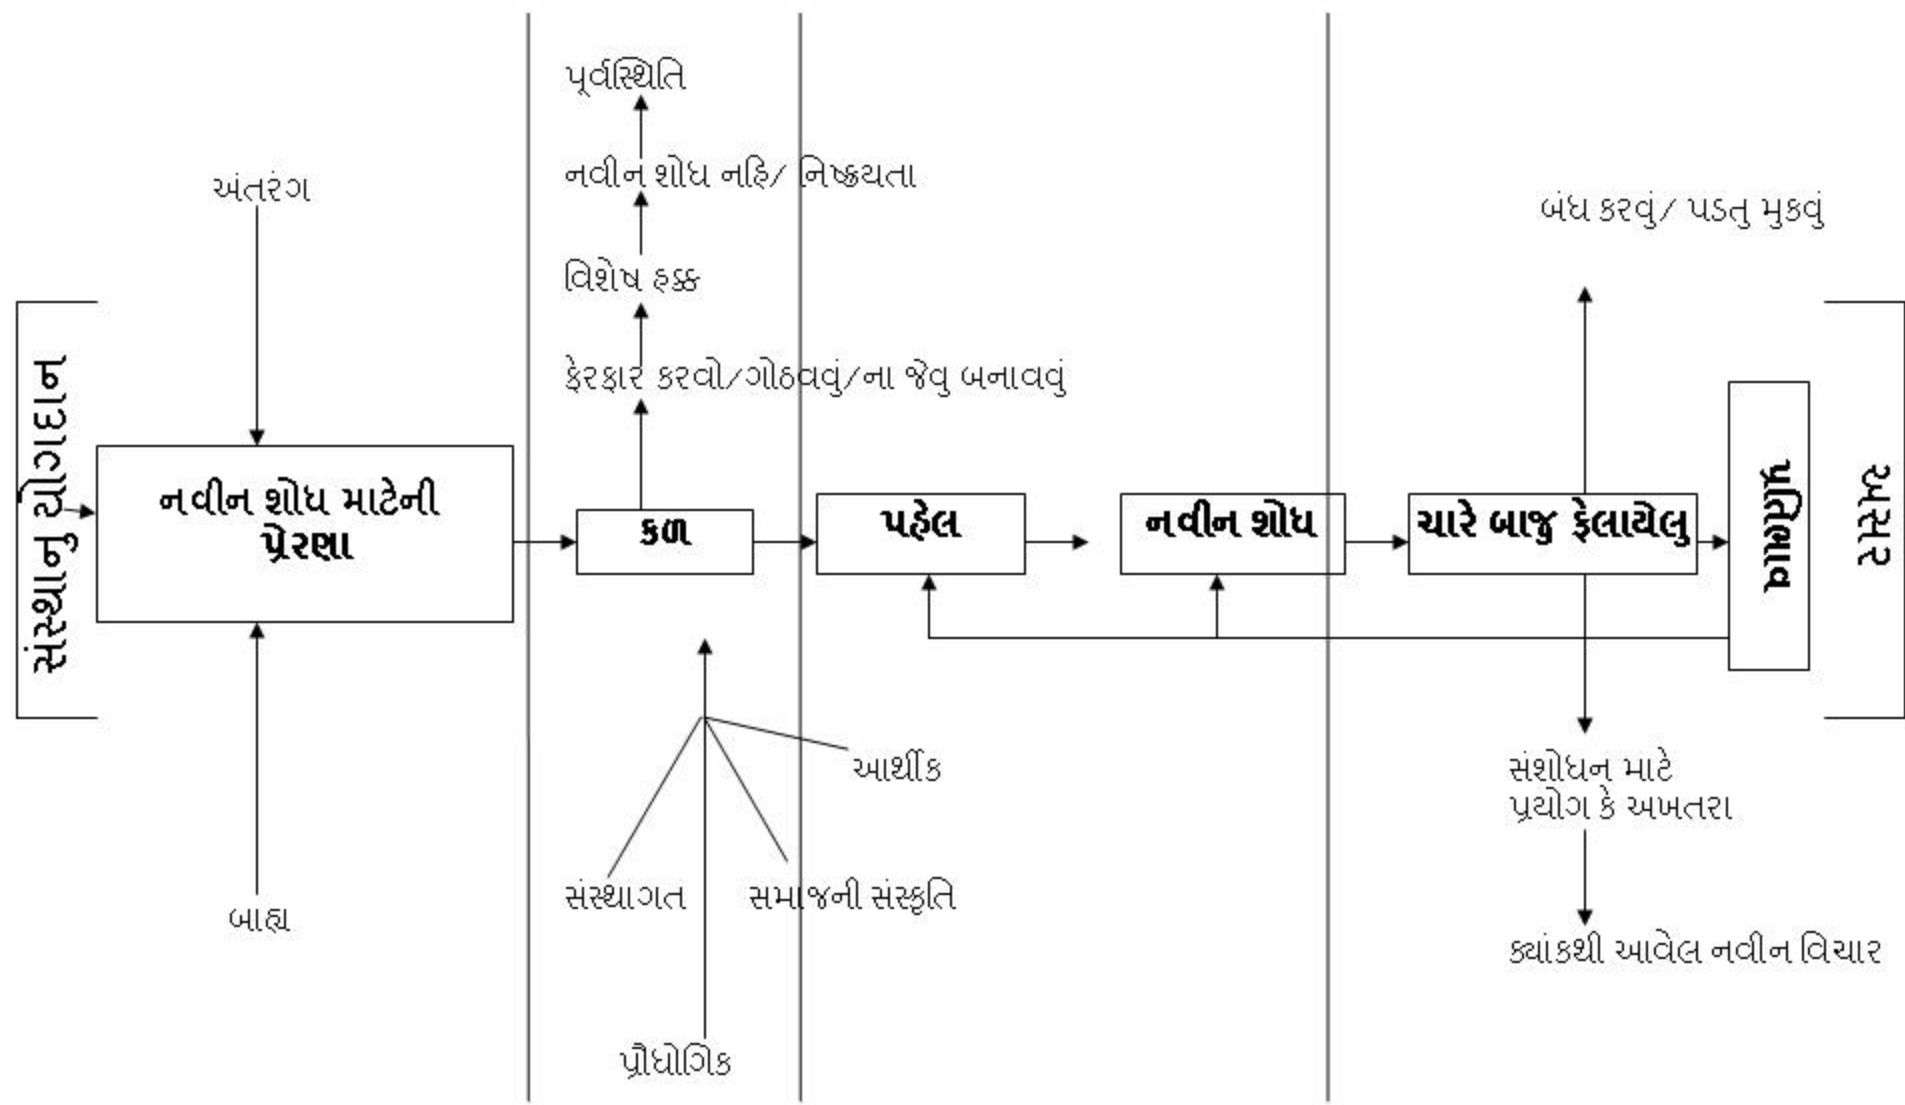 પૂર્વસ્થિતિ
નવીન શોધ નહિ/ નિષ્ક્રયતા
અંતરંગ
બંધ કરવું/ પડતુ મુકવું
વિશેષ હક્ક
ફેરફાર કરવો/ગોઠવવું/ના જેવુ બનાવવું
સંસ્થાનુ યોગદાન
નવીન શોધ માટેની
પ્રેરણા
કળ
પહેલ
નવીન શોધ
ચારે બાજુ ફેલાયેલુ
પ્રતિભાવ
અસર
આર્થીક
સંશોધન માટે
પ્રયોગ કે અખતરા
સંસ્થાગત
સમાજની સંસ્કૃતિ
બાહ્ય
ક્યાંકથી આવેલ નવીન વિચાર
પ્રૌધોગિક